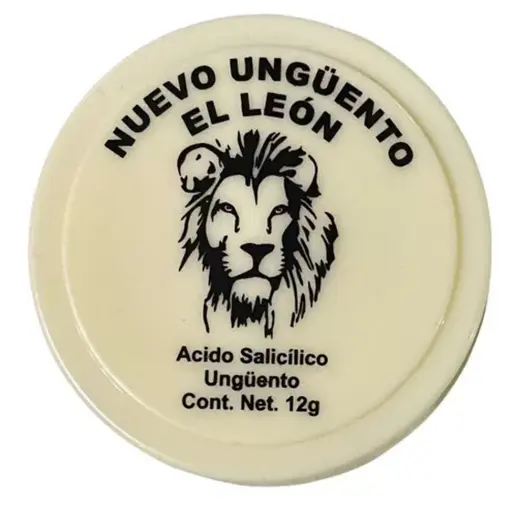 NUEVO UNGÜENTO
EL LEÓN
Acido Salicílico
Ungüento
Cont. Net. 12g